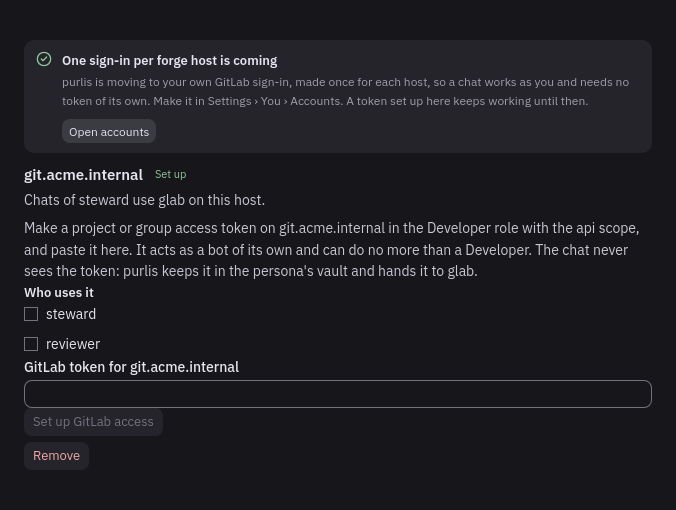 One sign-in per forge host is coming
purlis is moving to your own GitLab sign-in, made once for each host, so a chat works as you and needs no
token of its own. Make it in Settings › You › Accounts. A token set up here keeps working until then.
Open accounts
git.acme.internal Set up
Chats of steward use glab on this host.
Make a project or group access token on git.acme.internal in the Developer role with the api scope,
and paste it here. It acts as a bot of its own and can do no more than a Developer. The chat never
sees the token: purlis keeps it in the persona's vault and hands it to glab.
Who uses it
steward
reviewer
GitLab token for git.acme.internal
Set up GitLab access
Remove